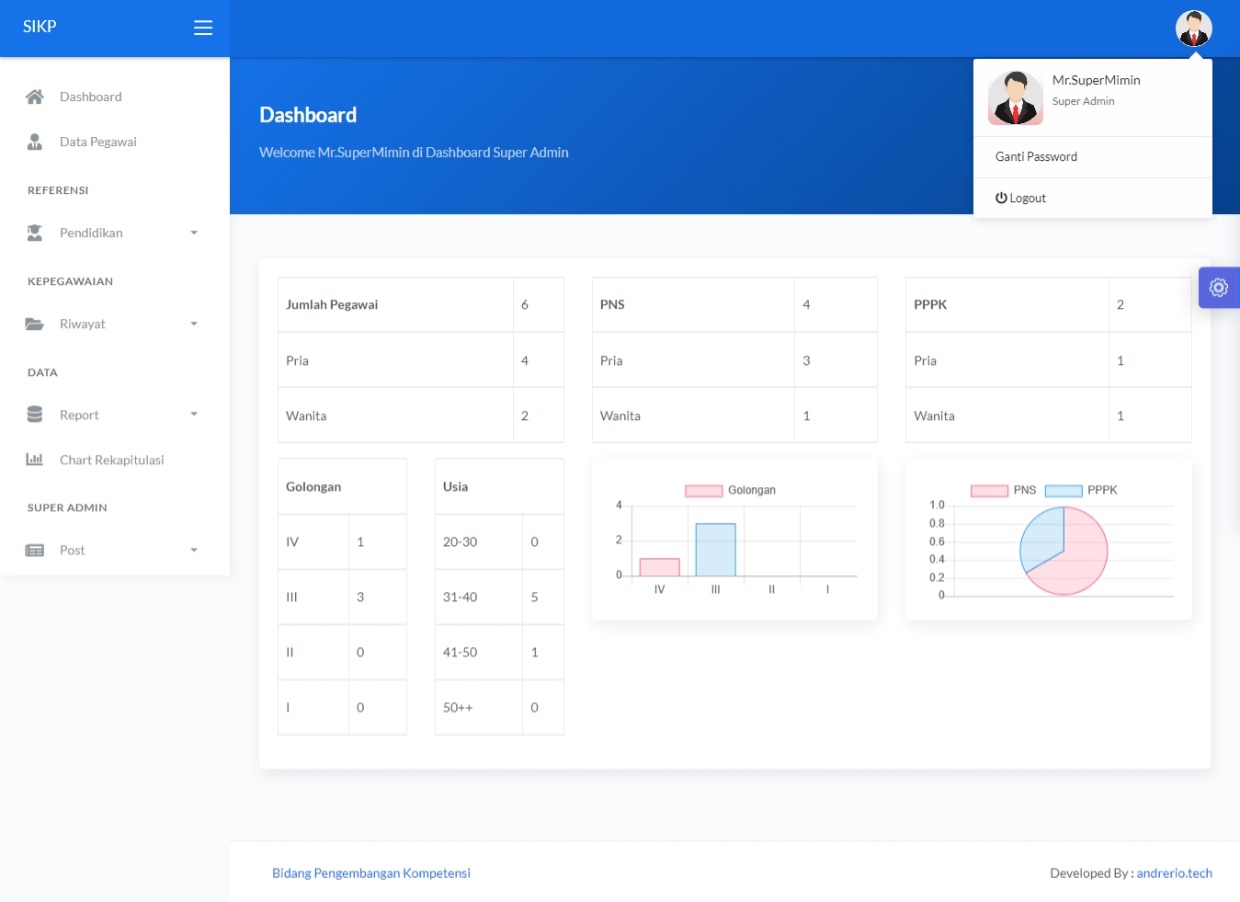 SIKP
Mr.SuperMimin
Super Admin
Ganti Password
Logout
Dashboard
Data Pegawai
REFERENSI
Pendidikan
KEPEGAWAIAN
Riwayat
DATA
Report
Chart Rekapitulasi
SUPER ADMIN
Post
Dashboard
Welcome Mr.SuperMimin di Dashboard Super Admin
Jumlah Pegawai 6
Pria 4
Wanita 2
PNS 4
Pria 3
Wanita 1
PPPK 2
Pria 1
Wanita 1
Golongan
IV 1
III 3
II 0
I 0
Usia
20-30 0
31-40 5
41-50 1
50++ 0
Golongan
4
2
0
IV III II I
PNS PPPK
1.0
0.8
0.6
0.4
0.2
0
Bidang Pengembangan Kompetensi
Developed By : andrerio.tech